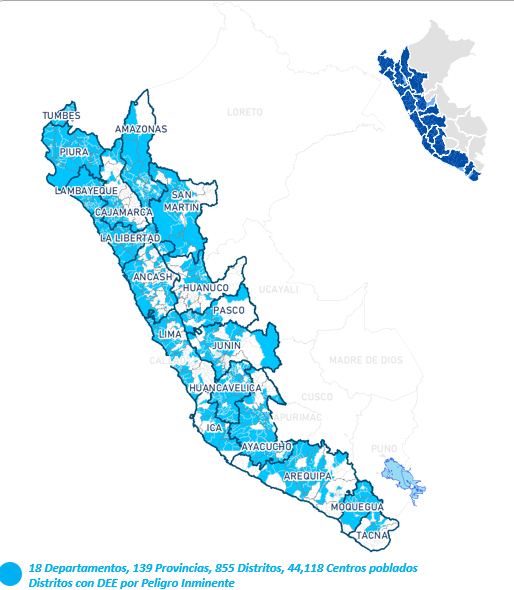 LORETO
TUMBES
AMAZONAS
PIURA
LAMBAYEQUE
SAN
MARTIN
CAJAMARCA
LA LIBERTAD
ANCASH
HUANUCO
UCAYALI
PASCO
LIMA
JUNIN
MADRE DE DIOS
HUANCAVELICA
CUSCO
ICA
APURIMAC
AYACUCHO
PUNO
AREQUIPA
MOQUEGUA
TACNA
18 Departamentos, 139 Provincias, 855 Distritos, 44,118 Centros poblados
Distritos con DEE por Peligro Inminente